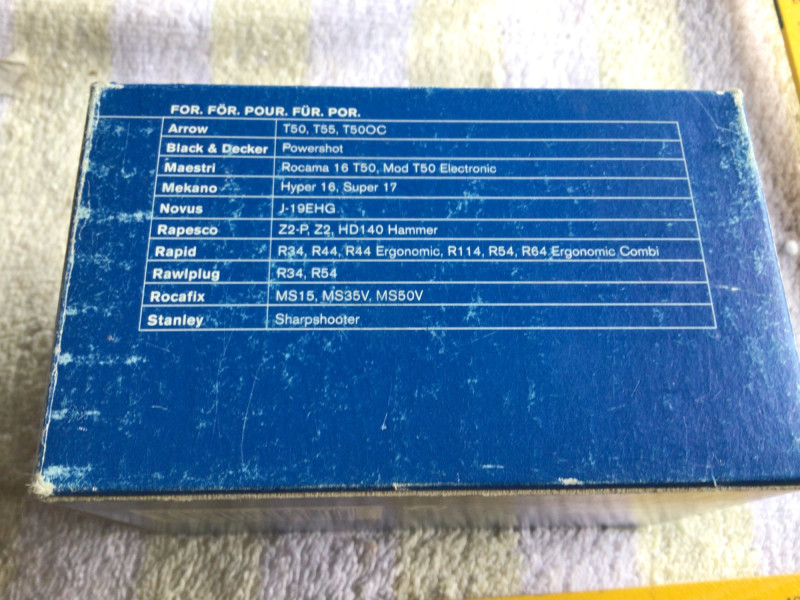 FOR. FÖR. POUR. FÜR. POR.
Arrow T50, T55, T50OC
Black & Decker Powershot
Maestri Rocama 16 T50, Mod T50 Electronic
Mekano Hyper 16, Super 17
Novus J-19EHG
Rapesco Z2-P, Z2, HD140 Hammer
Rapid R34, R44, R44 Ergonomic, R114, R54, R64 Ergonomic Combi
Rawlplug R34, R54
Rocafix MS15, MS35V, MS50V
Stanley Sharpshooter